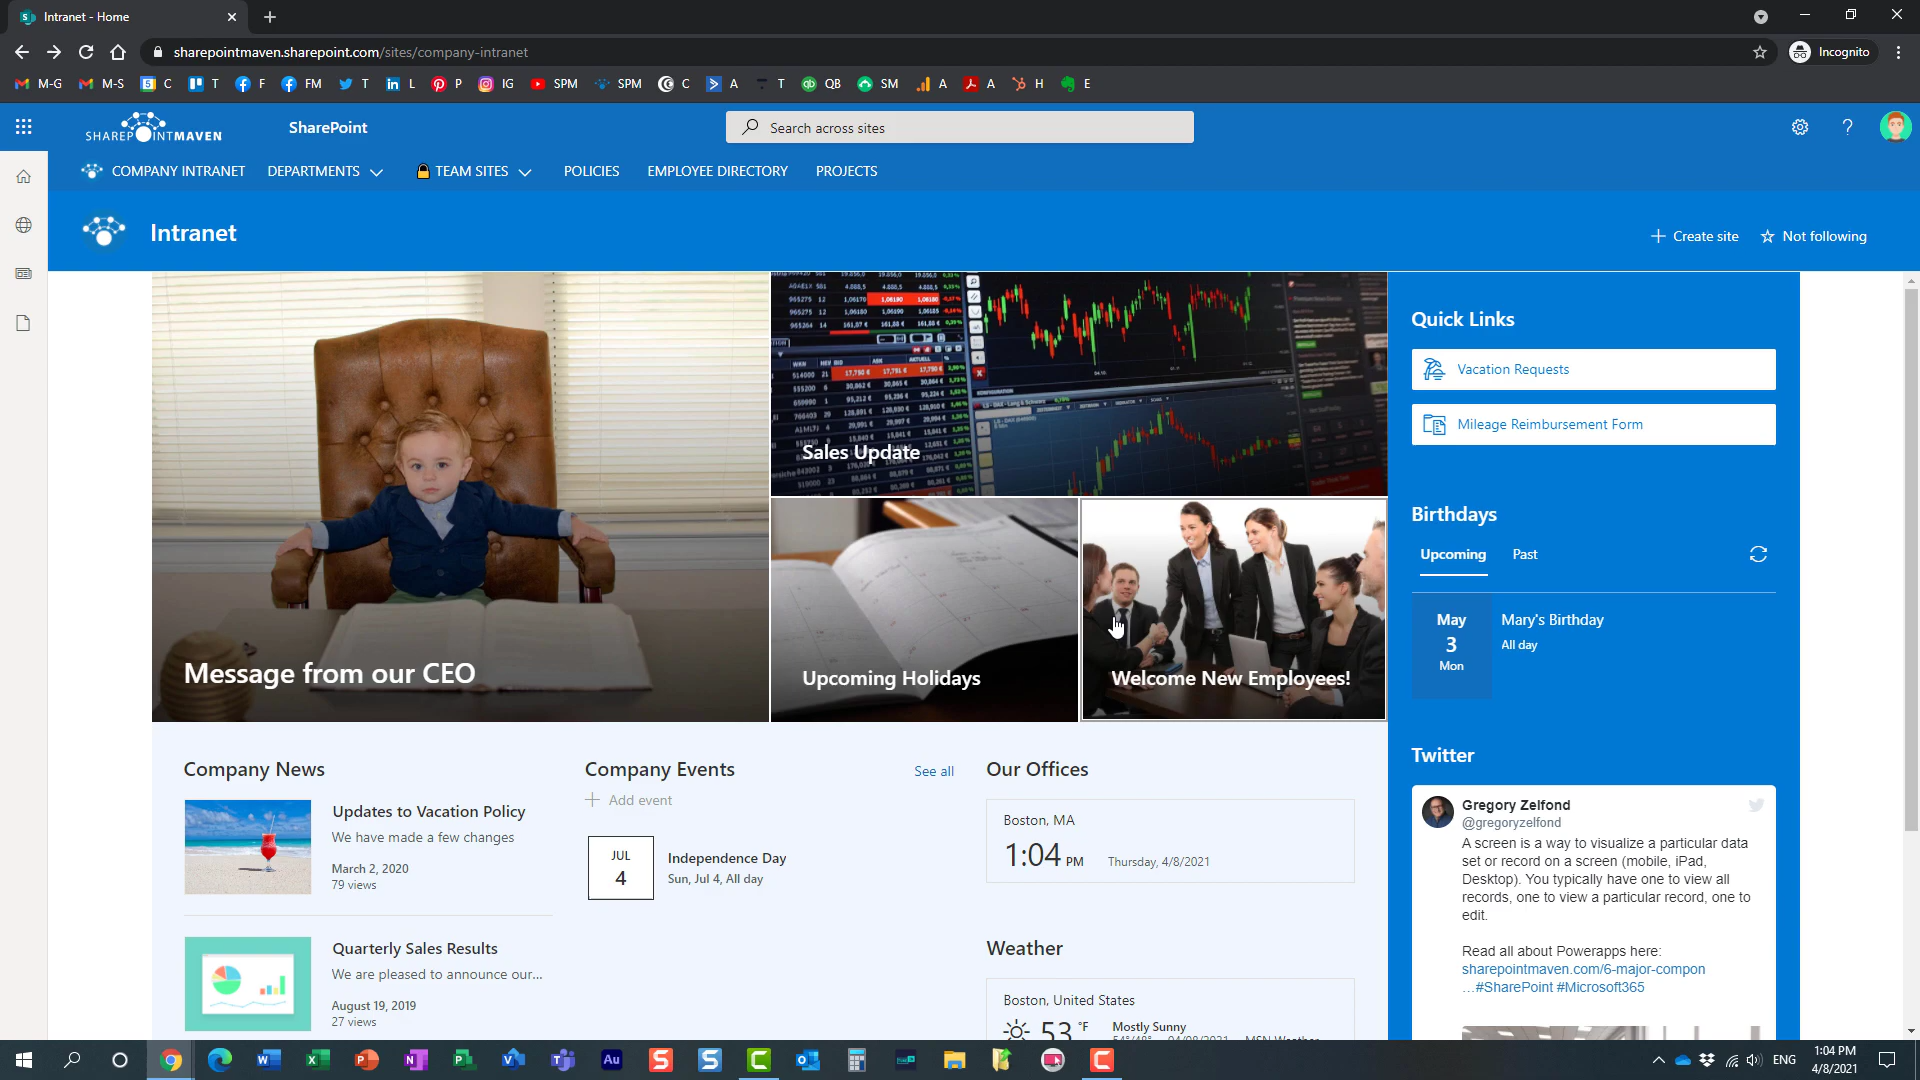 Intranet - Home
sharepointmaven.sharepoint.com/sites/company-intranet
Incognito
M-G M-S C T F FM T L P IG SPM SPM C A T QB SM A A H E
SHAREPOINTMAVEN
SharePoint
Search across sites
COMPANY INTRANET DEPARTMENTS TEAM SITES POLICIES EMPLOYEE DIRECTORY PROJECTS
Intranet
Create site
Not following
Message from our CEO
Sales Update
Upcoming Holidays
Welcome New Employees!
Quick Links
Vacation Requests
Mileage Reimbursement Form
Birthdays
Upcoming Past
May
3
Mon
Mary's Birthday
All day
Twitter
Gregory Zelfond
@gregoryzelfond
A screen is a way to visualize a particular data
set or record on a screen (mobile, iPad,
Desktop). You typically have one to view all
records, one to view a particular record, one to
edit.
Read all about Powerapps here:
sharepointmaven.com/6-major-compon
…#SharePoint #Microsoft365
Company News
Updates to Vacation Policy
We have made a few changes
March 2, 2020
79 views
Quarterly Sales Results
We are pleased to announce our...
August 19, 2019
27 views
Company Events
See all
Add event
JUL
4
Independence Day
Sun, Jul 4, All day
Our Offices
Boston, MA
1:04 PM
Thursday, 4/8/2021
Weather
Boston, United States
53 °F
Mostly Sunny
ENG
1:04 PM
4/8/2021